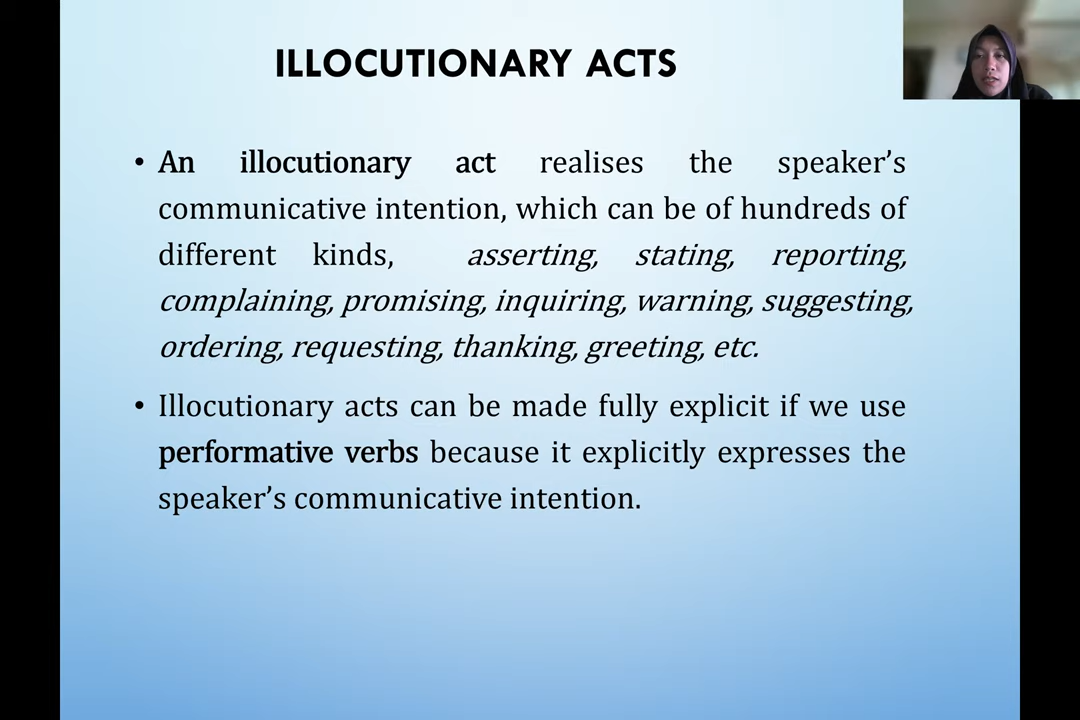 ILLOCUTIONARY ACTS
• An illocutionary act realises the speaker’s
communicative intention, which can be of hundreds of
different kinds, asserting, stating, reporting,
complaining, promising, inquiring, warning, suggesting,
ordering, requesting, thanking, greeting, etc.
• Illocutionary acts can be made fully explicit if we use
performative verbs because it explicitly expresses the
speaker’s communicative intention.